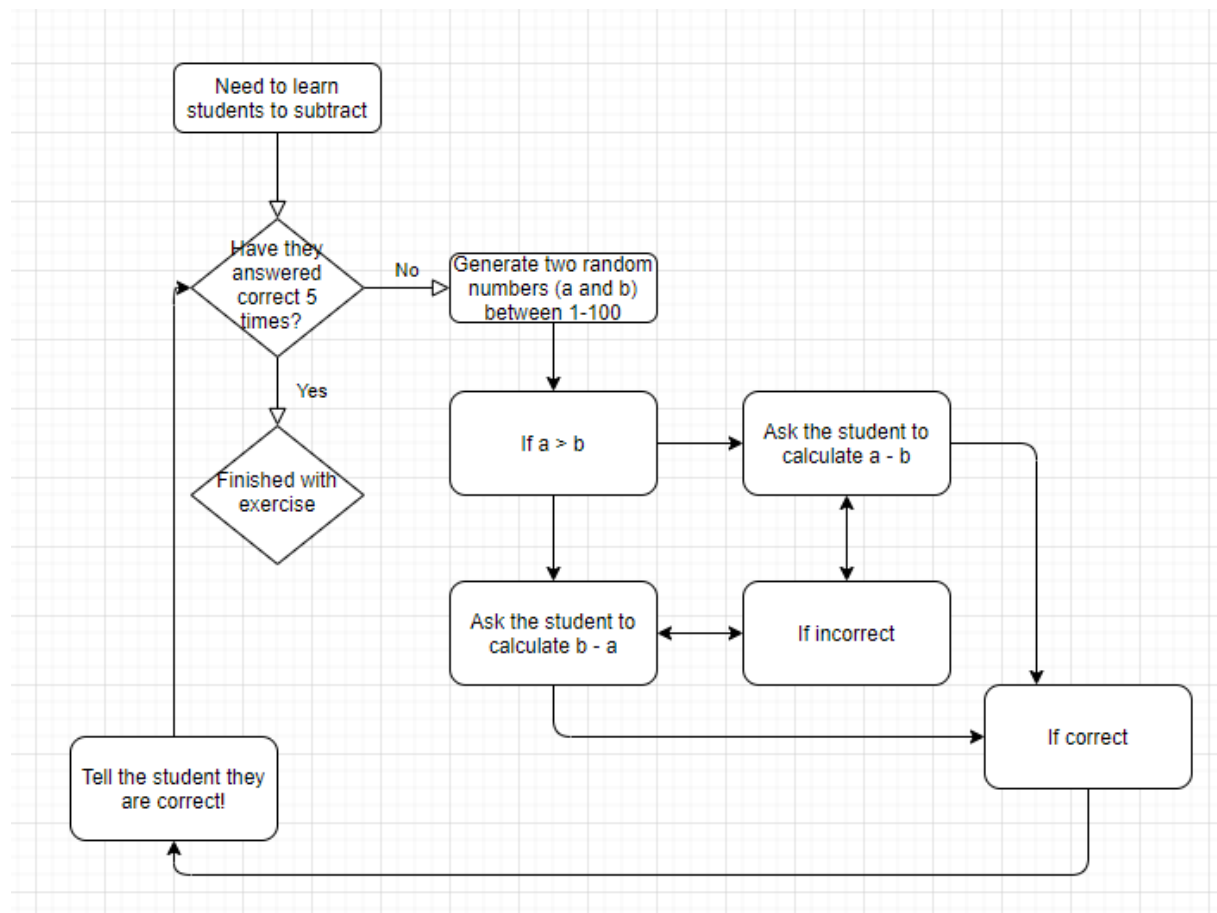 Need to learn
students to subtract
Have they
answered
correct 5
times?
No
Generate two random
numbers (a and b)
between 1-100
Yes
If a > b
Ask the student to
calculate a - b
Finished with
exercise
Ask the student to
calculate b - a
If incorrect
If correct
Tell the student they
are correct!